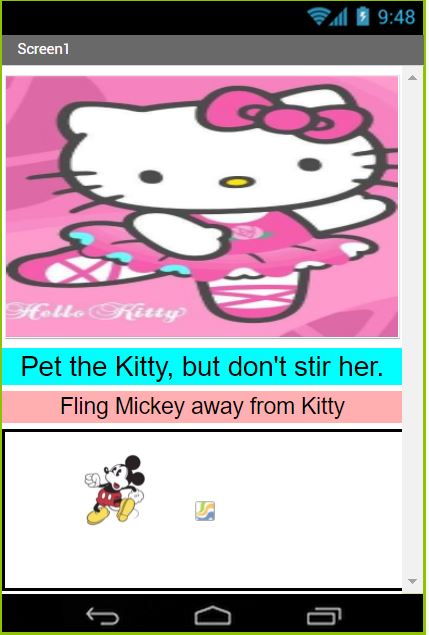 9:48
Screen1
Hello Kitty
Pet the Kitty, but don't stir her.
Fling Mickey away from Kitty